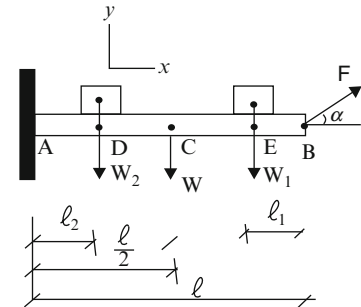 y
x
F
α
A D C E B
W₂ W W₁
ℓ₂ ℓ/2 ℓ₁
ℓ